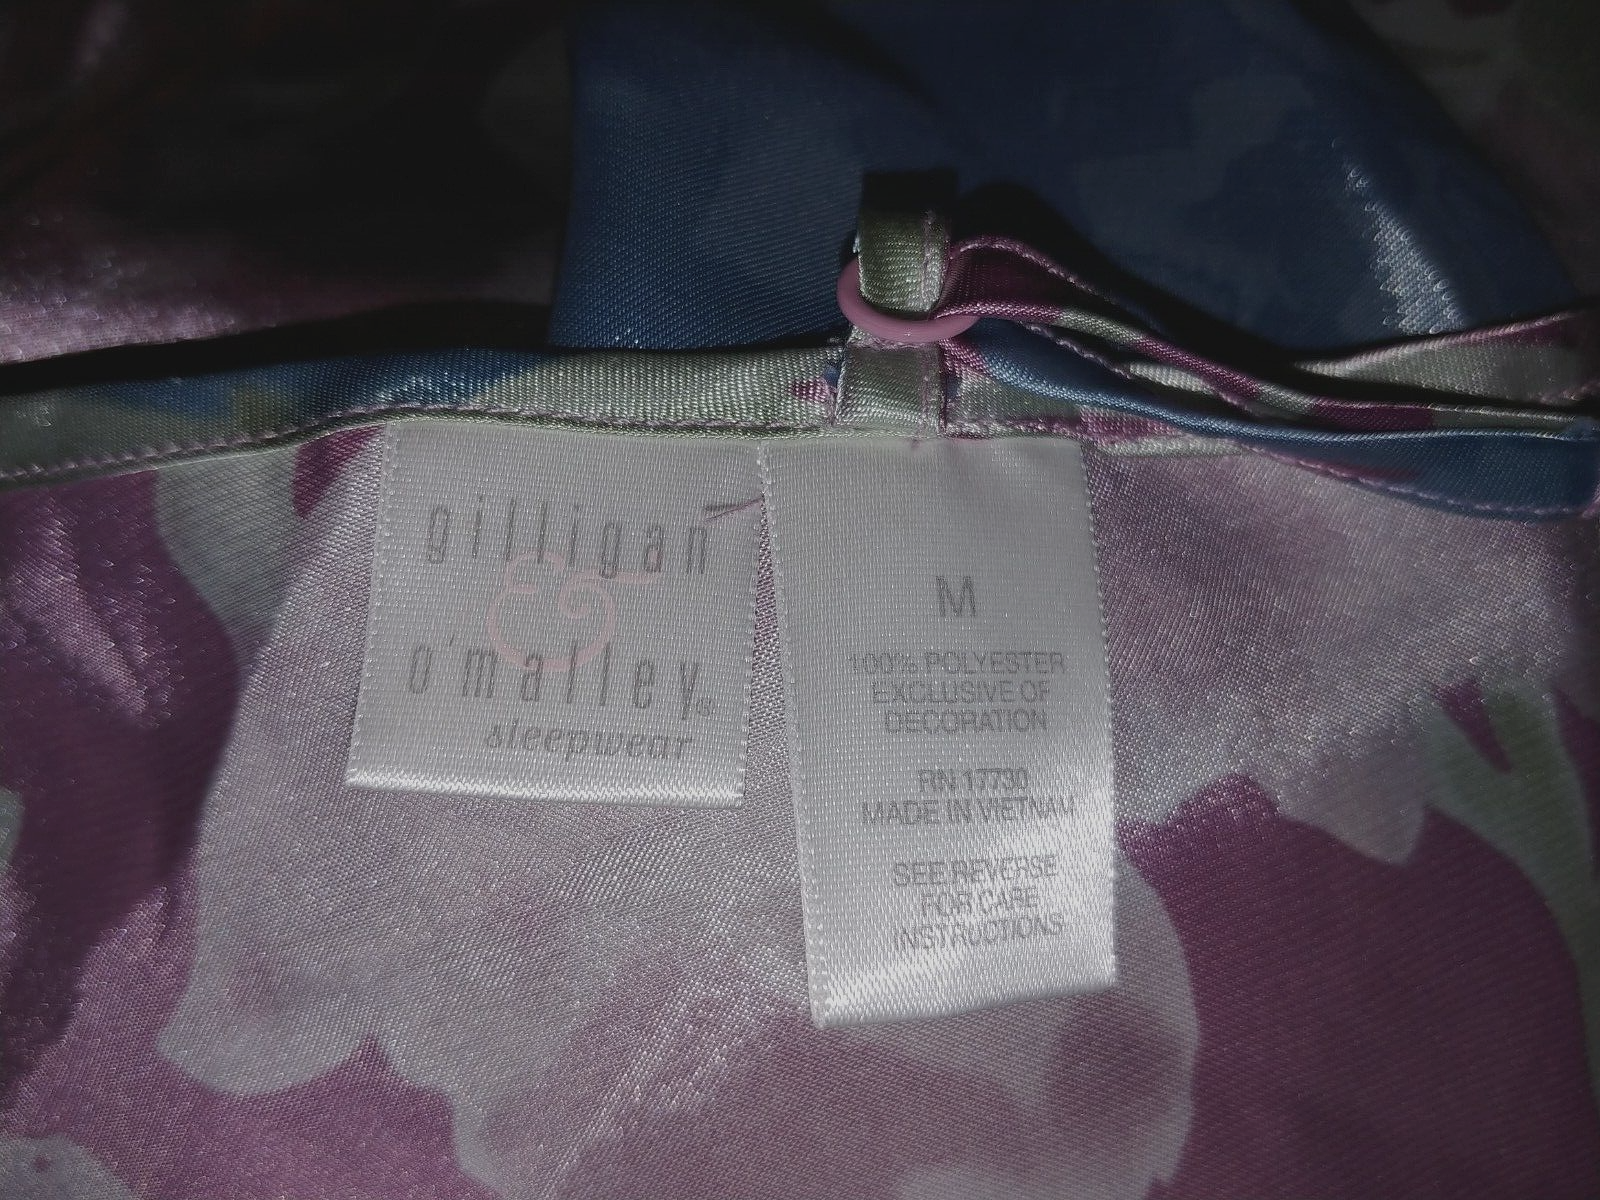 gilligan
&
o'malley®
sleepwear
M
100% POLYESTER
EXCLUSIVE OF
DECORATION
RN 17730
MADE IN VIETNAM
SEE REVERSE
FOR CARE
INSTRUCTIONS